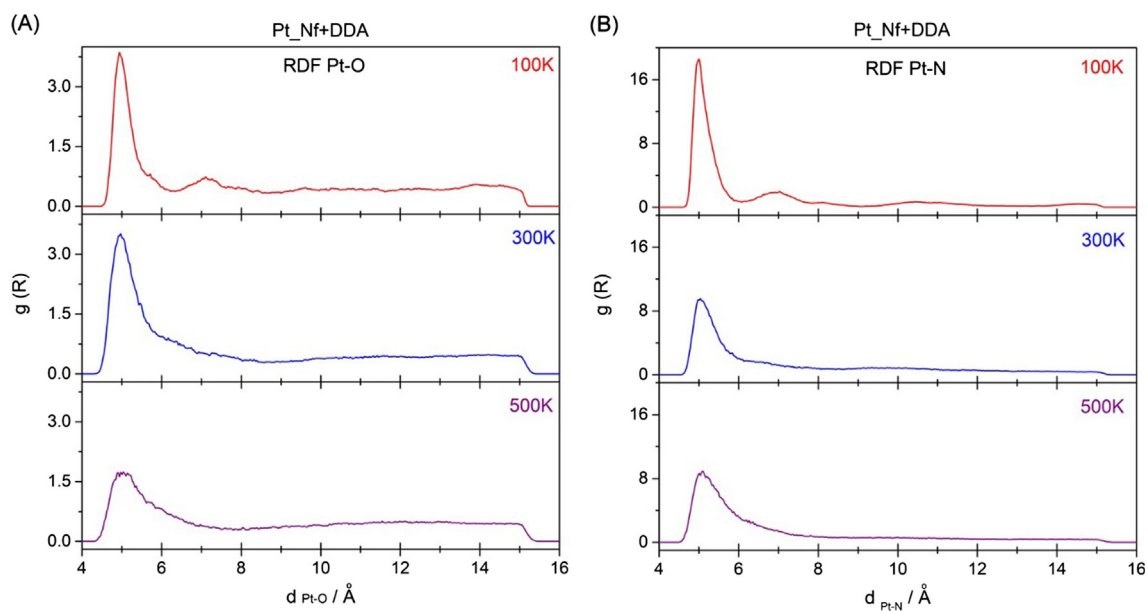 (A)
Pt_Nf+DDA
RDF Pt-O
100K
3.0
1.5
0.0
300K
3.0
1.5
0.0
g (R)
500K
3.0
1.5
0.0
4 6 8 10 12 14 16
d Pt-O / Å
(B)
Pt_Nf+DDA
RDF Pt-N
100K
16
8
0
300K
16
8
0
g (R)
500K
16
8
0
4 6 8 10 12 14 16
d Pt-N / Å